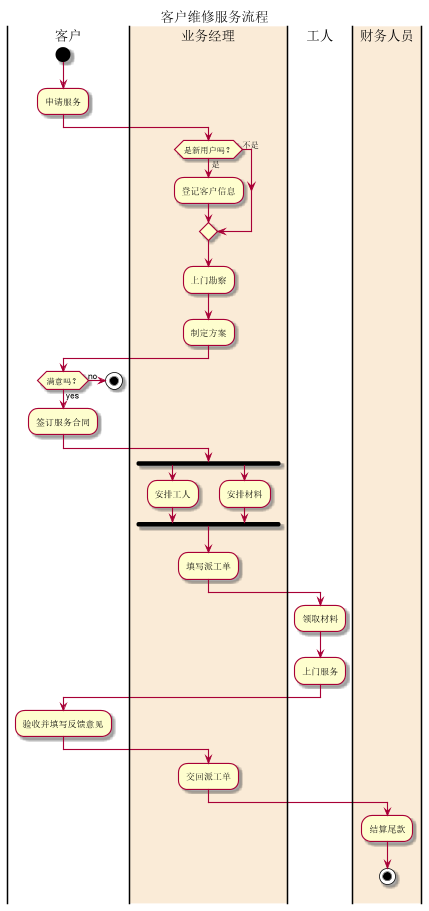 客户维修服务流程
客户
业务经理
工人
财务人员
申请服务
是新用户吗？
不是
是
登记客户信息
上门勘察
制定方案
满意吗？
no
yes
签订服务合同
安排工人
安排材料
填写派工单
领取材料
上门服务
验收并填写反馈意见
交回派工单
结算尾款